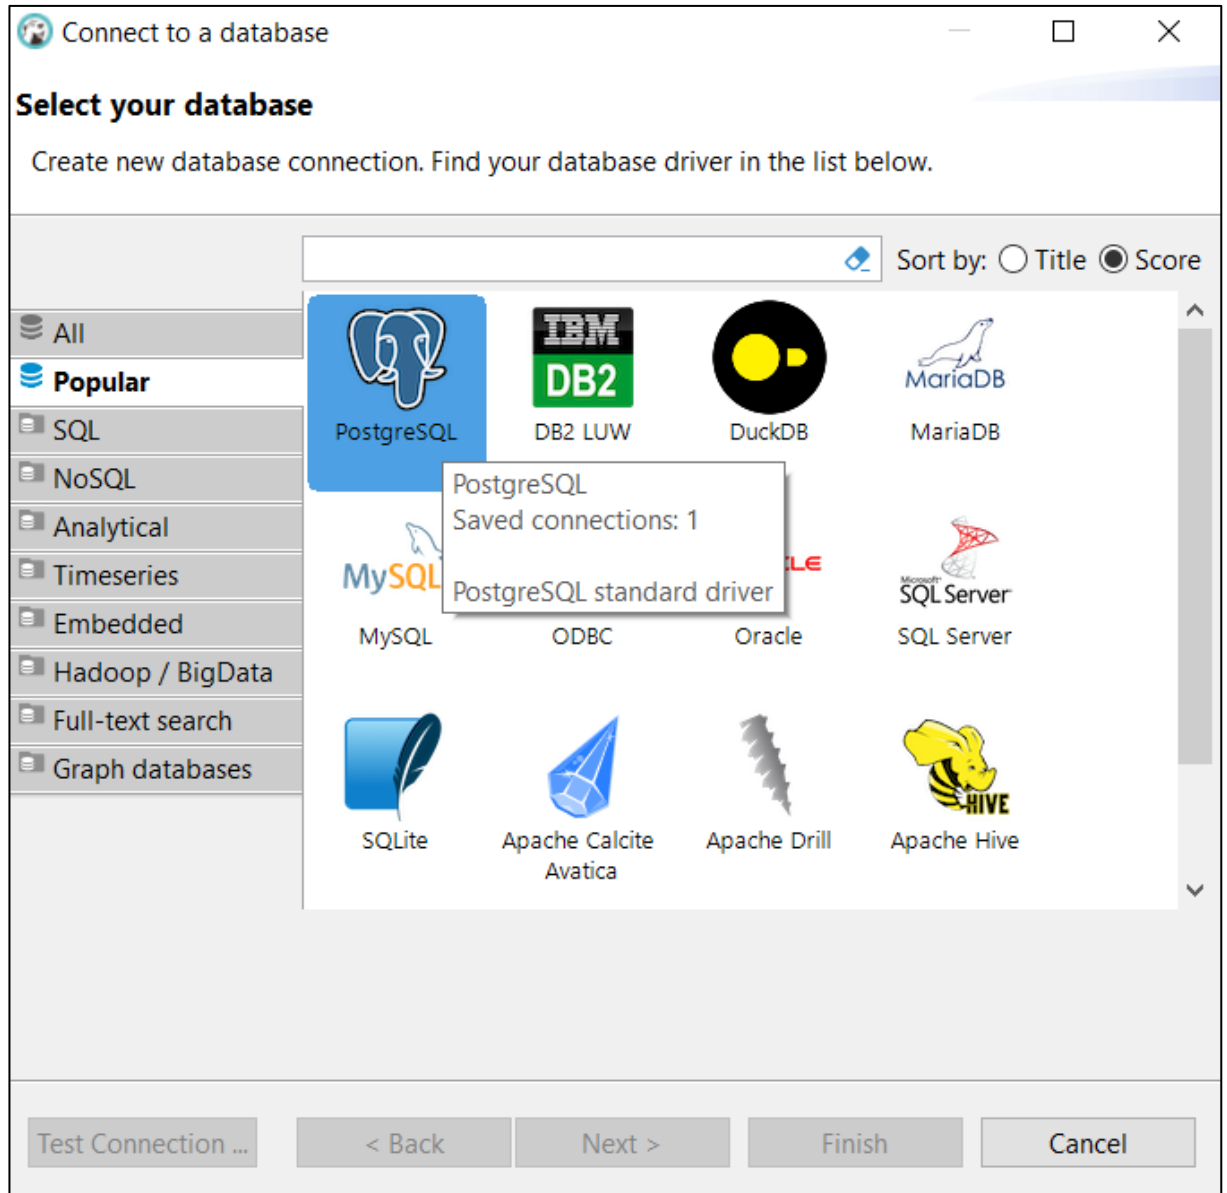 Connect to a database
Select your database
Create new database connection. Find your database driver in the list below.
Sort by: Title Score
All
Popular
SQL
NoSQL
Analytical
Timeseries
Embedded
Hadoop / BigData
Full-text search
Graph databases
PostgreSQL
IBM
DB2
DB2 LUW
DuckDB
MariaDB
MariaDB
PostgreSQL
Saved connections: 1
PostgreSQL standard driver
MySQL
MySQL
ODBC
LE
Oracle
Microsoft
SQL Server
SQL Server
SQLite
Apache Calcite
Avatica
Apache Drill
HIVE
Apache Hive
Test Connection ...
< Back
Next >
Finish
Cancel